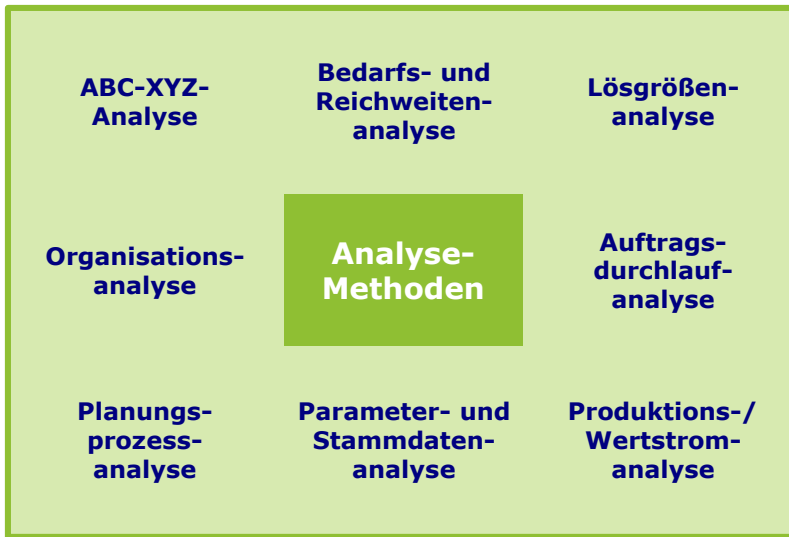 ABC-XYZ-
Analyse
Bedarfs- und
Reichweiten-
analyse
Lösgrößen-
analyse
Organisations-
analyse
Analyse-
Methoden
Auftrags-
durchlauf-
analyse
Planungs-
prozess-
analyse
Parameter- und
Stammdaten-
analyse
Produktions-/
Wertstrom-
analyse